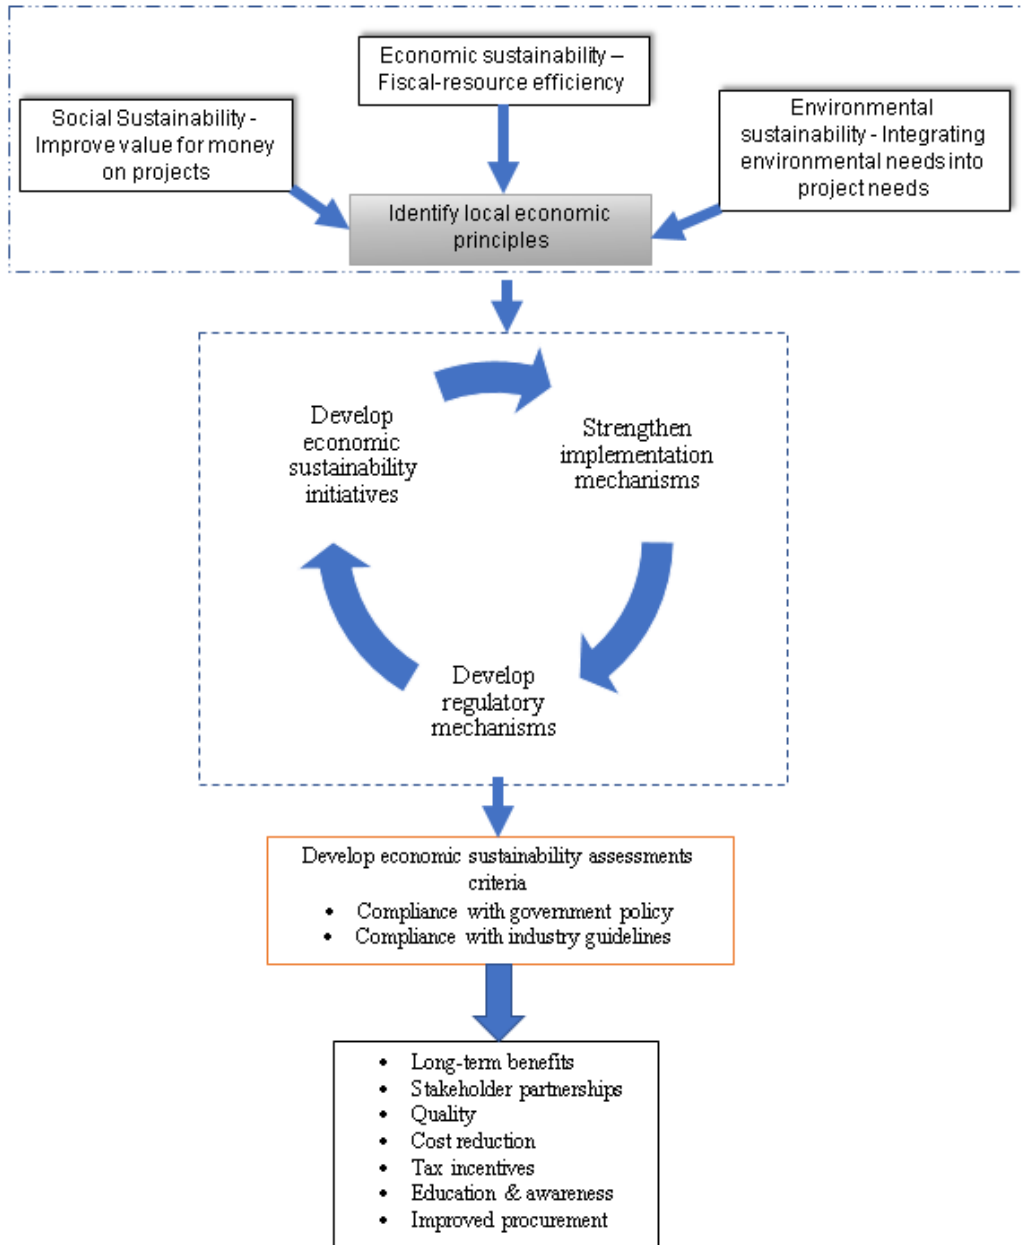 Economic sustainability –
Fiscal-resource efficiency
Social Sustainability -
Improve value for money
on projects
Environmental
sustainability - Integrating
environmental needs into
project needs
Identify local economic
principles
Develop
economic
sustainability
initiatives
Strengthen
implementation
mechanisms
Develop
regulatory
mechanisms
Develop economic sustainability assessments
criteria
• Compliance with government policy
• Compliance with industry guidelines
• Long-term benefits
• Stakeholder partnerships
• Quality
• Cost reduction
• Tax incentives
• Education & awareness
• Improved procurement